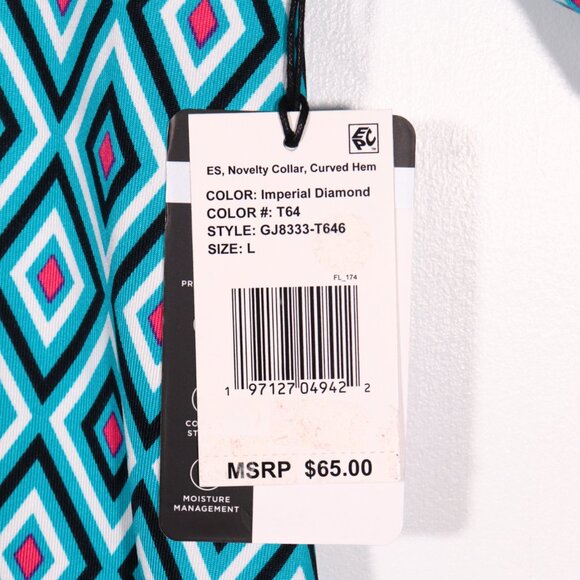 EPC
ES, Novelty Collar, Curved Hem
COLOR: Imperial Diamond
COLOR #: T64
STYLE: GJ8333-T646
SIZE: L
FL_174
1 97127 04942 2
MSRP $65.00
MOISTURE
MANAGEMENT